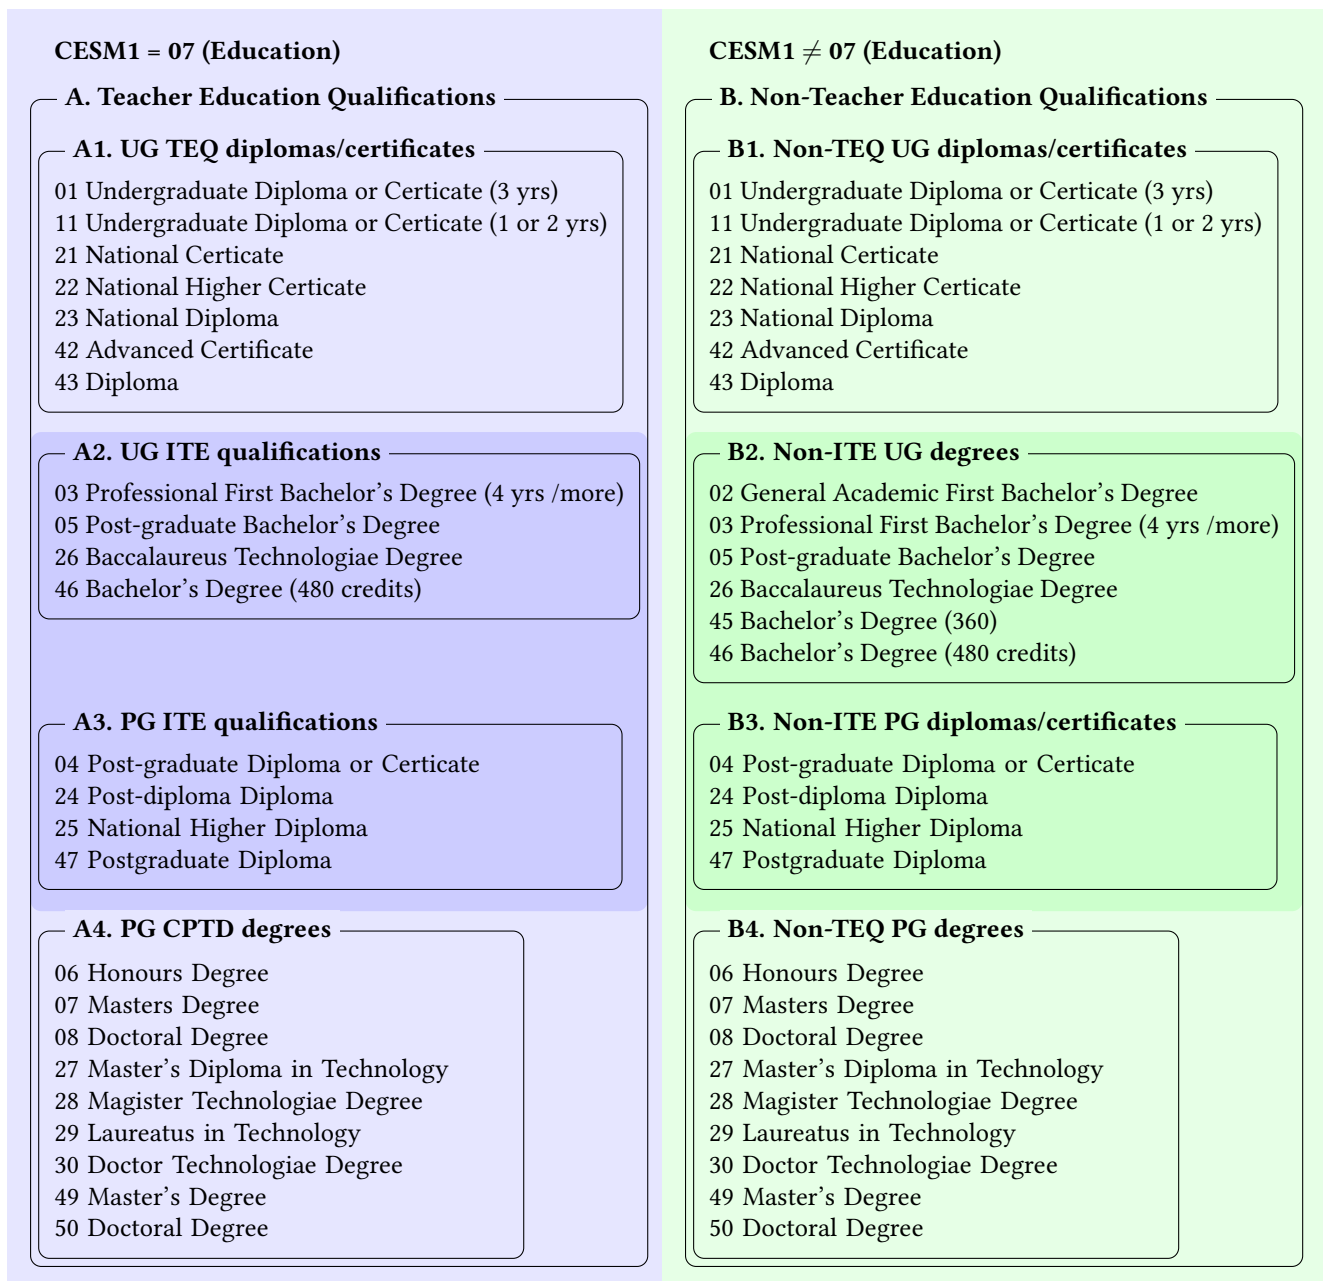 CESM1 = 07 (Education)
A. Teacher Education Qualifications
A1. UG TEQ diplomas/certificates
01 Undergraduate Diploma or Certicate (3 yrs)
11 Undergraduate Diploma or Certicate (1 or 2 yrs)
21 National Certicate
22 National Higher Certicate
23 National Diploma
42 Advanced Certificate
43 Diploma
A2. UG ITE qualifications
03 Professional First Bachelor's Degree (4 yrs /more)
05 Post-graduate Bachelor's Degree
26 Baccalaureus Technologiae Degree
46 Bachelor's Degree (480 credits)
A3. PG ITE qualifications
04 Post-graduate Diploma or Certicate
24 Post-diploma Diploma
25 National Higher Diploma
47 Postgraduate Diploma
A4. PG CPTD degrees
06 Honours Degree
07 Masters Degree
08 Doctoral Degree
27 Master's Diploma in Technology
28 Magister Technologiae Degree
29 Laureatus in Technology
30 Doctor Technologiae Degree
49 Master's Degree
50 Doctoral Degree
CESM1 ≠ 07 (Education)
B. Non-Teacher Education Qualifications
B1. Non-TEQ UG diplomas/certificates
01 Undergraduate Diploma or Certicate (3 yrs)
11 Undergraduate Diploma or Certicate (1 or 2 yrs)
21 National Certicate
22 National Higher Certicate
23 National Diploma
42 Advanced Certificate
43 Diploma
B2. Non-ITE UG degrees
02 General Academic First Bachelor's Degree
03 Professional First Bachelor's Degree (4 yrs /more)
05 Post-graduate Bachelor's Degree
26 Baccalaureus Technologiae Degree
45 Bachelor's Degree (360)
46 Bachelor's Degree (480 credits)
B3. Non-ITE PG diplomas/certificates
04 Post-graduate Diploma or Certicate
24 Post-diploma Diploma
25 National Higher Diploma
47 Postgraduate Diploma
B4. Non-TEQ PG degrees
06 Honours Degree
07 Masters Degree
08 Doctoral Degree
27 Master's Diploma in Technology
28 Magister Technologiae Degree
29 Laureatus in Technology
30 Doctor Technologiae Degree
49 Master's Degree
50 Doctoral Degree